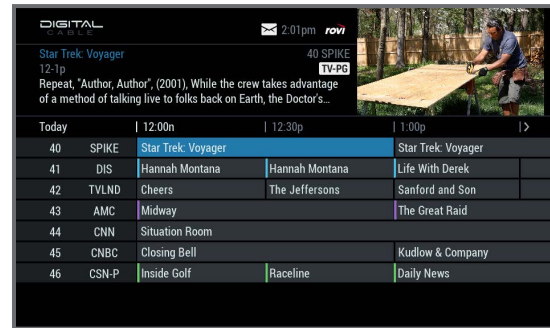 DIGITAL
CABLE
2:01pm rovi
Star Trek: Voyager 40 SPIKE
12-1p TV-PG
Repeat, "Author, Author", (2001), While the crew takes advantage
of a method of talking live to folks back on Earth, the Doctor's...
Today 12:00n 12:30p 1:00p
40 SPIKE Star Trek: Voyager Star Trek: Voyager
41 DIS Hannah Montana Hannah Montana Life With Derek
42 TVLND Cheers The Jeffersons Sanford and Son
43 AMC Midway The Great Raid
44 CNN Situation Room
45 CNBC Closing Bell Kudlow & Company
46 CSN-P Inside Golf Raceline Daily News